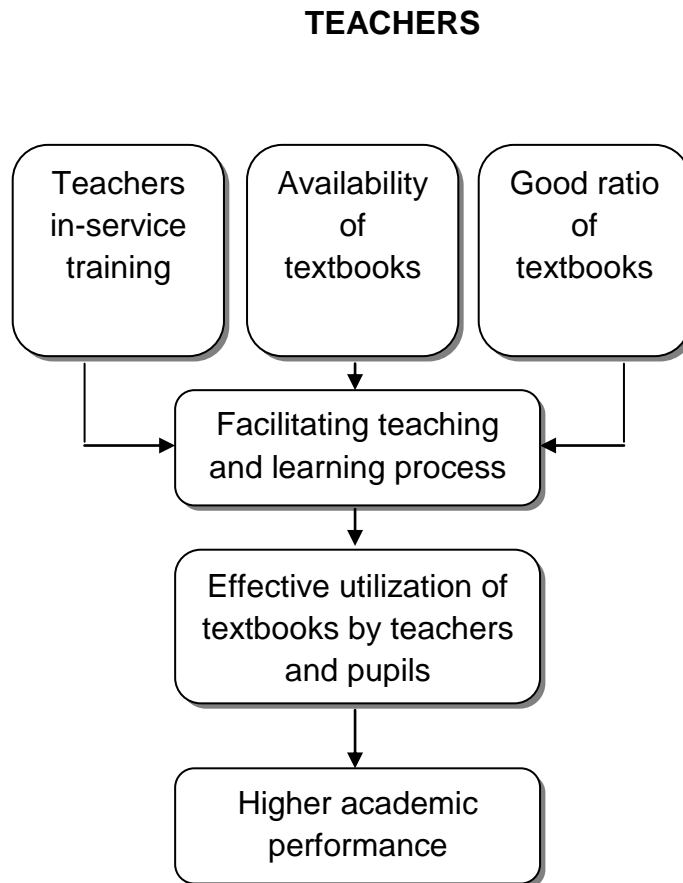 TEACHERS
Teachers
in-service
training
Availability
of
textbooks
Good ratio
of
textbooks
Facilitating teaching
and learning process
Effective utilization of
textbooks by teachers
and pupils
Higher academic
performance